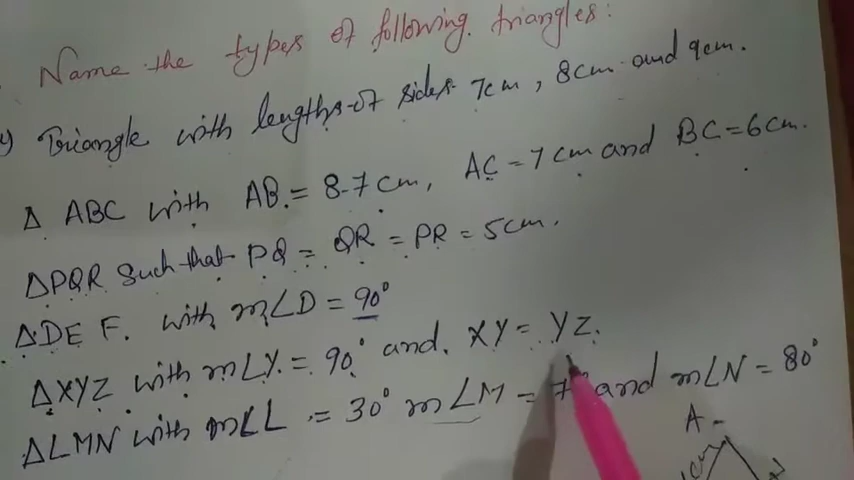 Name the types of following triangles:
Triangle with lengths of sides 7cm, 8cm and 9cm.
Δ ABC with AB = 8.7 cm, AC = 7 cm and BC = 6 cm.
ΔPQR such that PQ = QR = PR = 5cm.
ΔDEF. with m∠D = 90°
ΔXYZ with m∠Y = 90° and XY = YZ.
ΔLMN with m∠L = 30° m∠M = 7 and m∠N = 80°
A